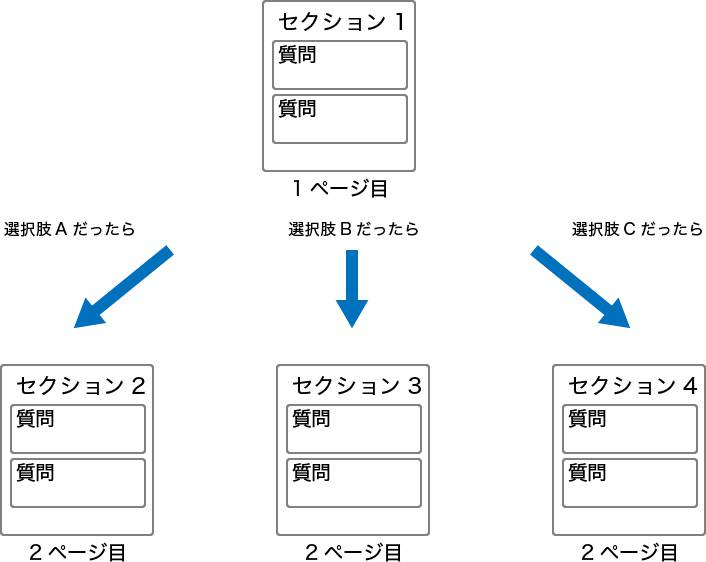 セクション 1
質問
質問
1 ページ目
選択肢 A だったら
選択肢 B だったら
選択肢 C だったら
セクション 2
質問
質問
2 ページ目
セクション 3
質問
質問
2 ページ目
セクション 4
質問
質問
2 ページ目